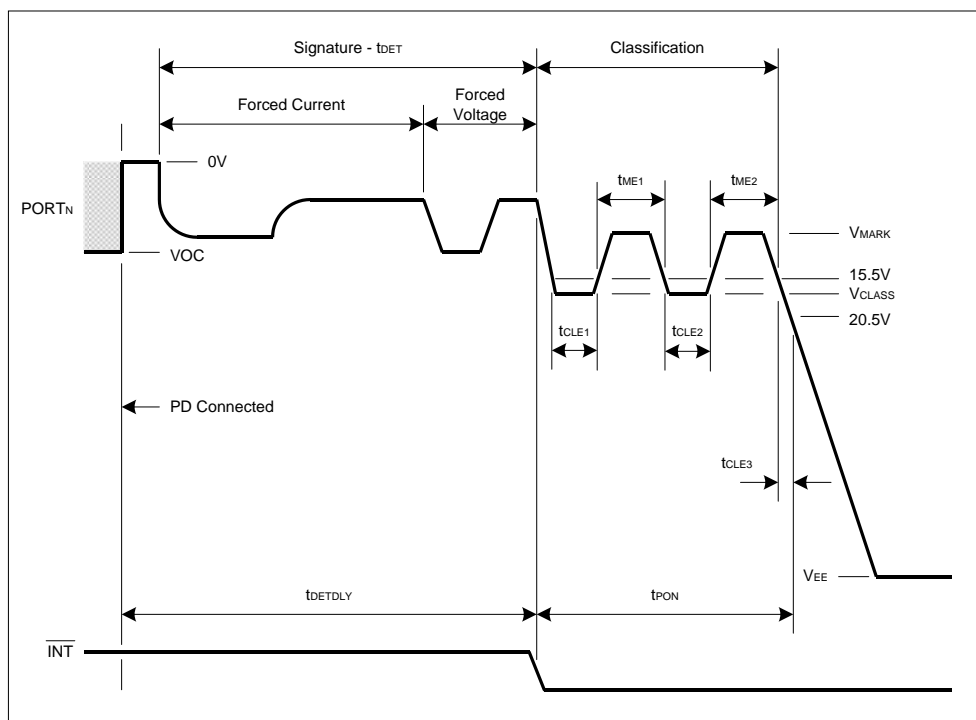 Signature - tDET
Classification
Forced Current
Forced
Voltage
0V
tME1
tME2
PORTN
VMARK
VOC
15.5V
VCLASS
20.5V
tCLE1
tCLE2
PD Connected
tCLE3
VEE
tDETDLY
tPON
INT